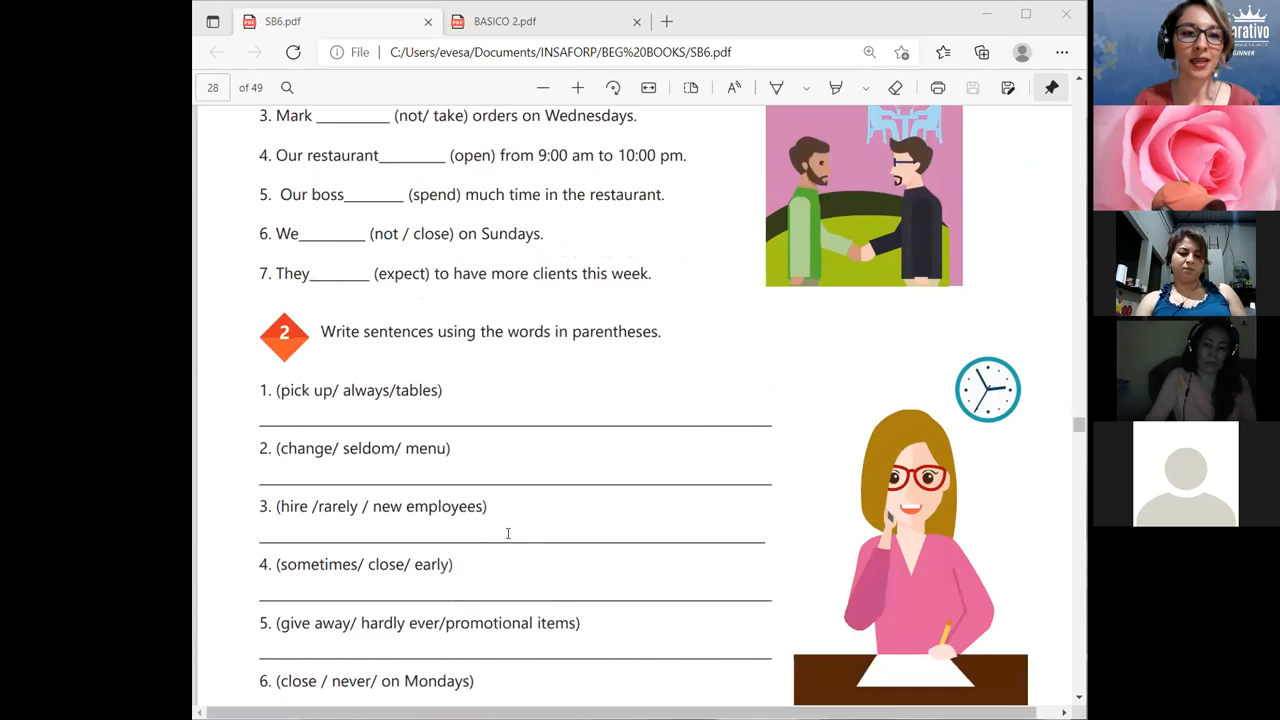 SB6.pdf
BASICO 2.pdf
File
C:/Users/evesa/Documents/INSAFORP/BEG%20BOOKS/SB6.pdf
28 of 49
3. Mark _________ (not/ take) orders on Wednesdays.
4. Our restaurant________ (open) from 9:00 am to 10:00 pm.
5. Our boss_______ (spend) much time in the restaurant.
6. We________ (not / close) on Sundays.
7. They_______ (expect) to have more clients this week.
2 Write sentences using the words in parentheses.
1. (pick up/ always/tables)
2. (change/ seldom/ menu)
3. (hire /rarely / new employees)
4. (sometimes/ close/ early)
5. (give away/ hardly ever/promotional items)
6. (close / never/ on Mondays)